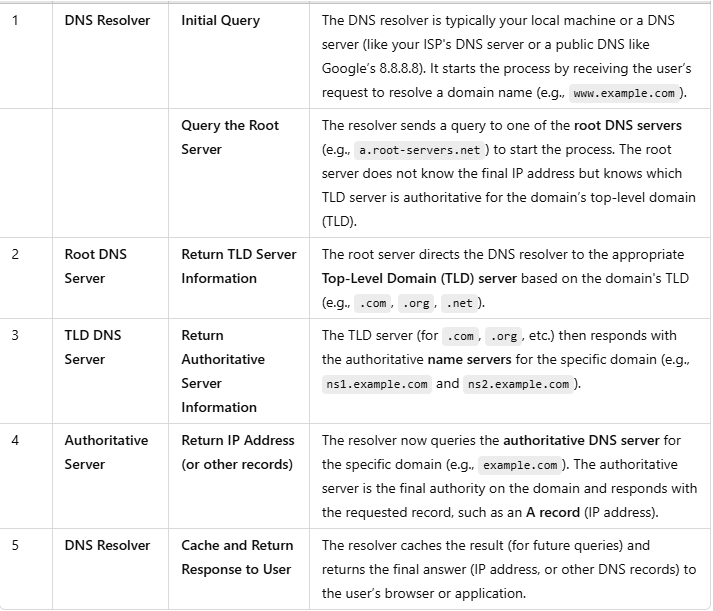 1 DNS Resolver Initial Query The DNS resolver is typically your local machine or a DNS
server (like your ISP's DNS server or a public DNS like
Google's 8.8.8.8). It starts the process by receiving the user's
request to resolve a domain name (e.g., www.example.com ).
Query the Root The resolver sends a query to one of the root DNS servers
Server (e.g., a.root-servers.net ) to start the process. The root
server does not know the final IP address but knows which
TLD server is authoritative for the domain's top-level domain
(TLD).
2 Root DNS Return TLD Server The root server directs the DNS resolver to the appropriate
Server Information Top-Level Domain (TLD) server based on the domain's TLD
(e.g., .com , .org , .net ).
3 TLD DNS Return The TLD server (for .com , .org , etc.) then responds with
Server Authoritative the authoritative name servers for the specific domain (e.g.,
Server ns1.example.com and ns2.example.com ).
Information
4 Authoritative Return IP Address The resolver now queries the authoritative DNS server for
Server (or other records) the specific domain (e.g., example.com ). The authoritative
server is the final authority on the domain and responds with
the requested record, such as an A record (IP address).
5 DNS Resolver Cache and Return The resolver caches the result (for future queries) and
Response to User returns the final answer (IP address, or other DNS records) to
the user's browser or application.